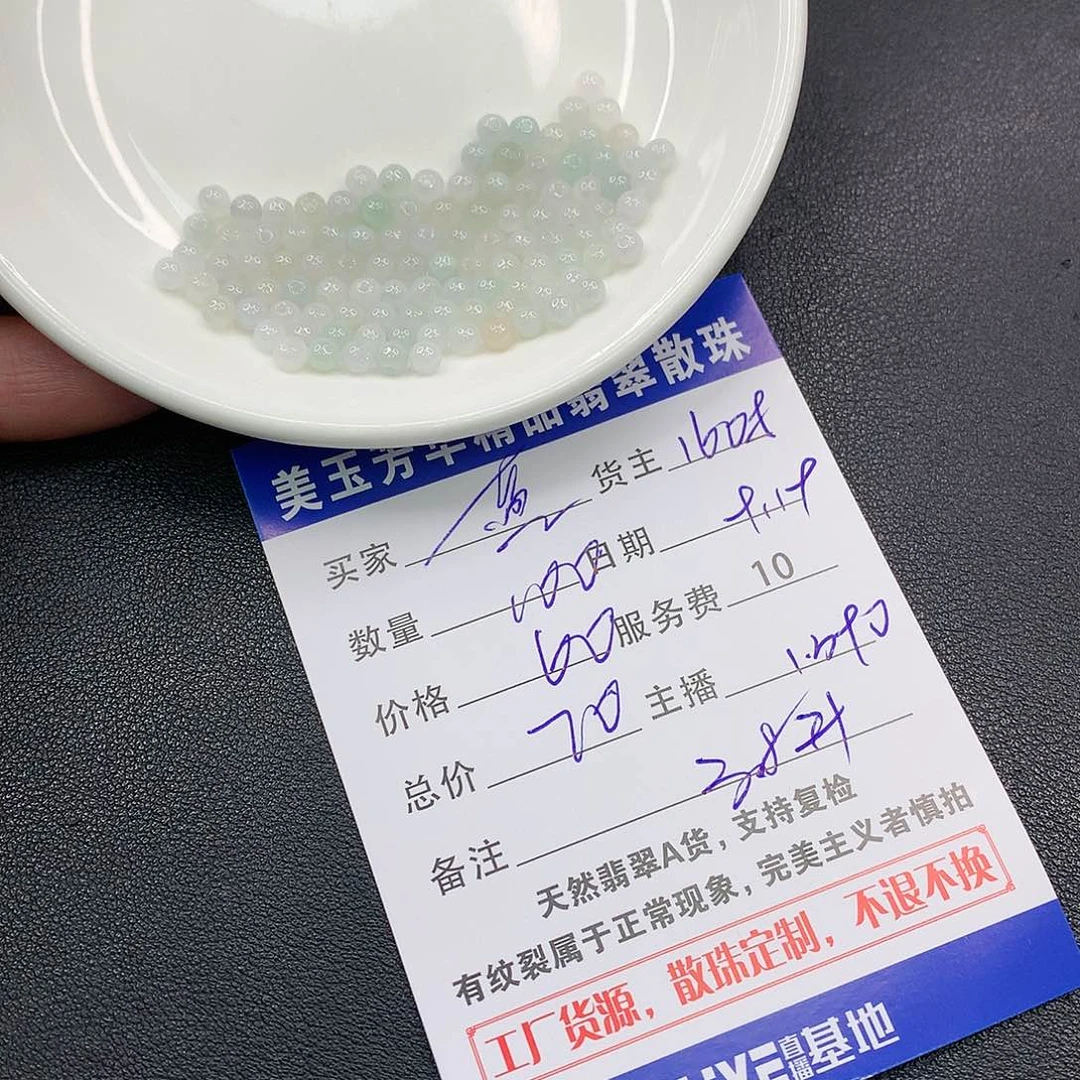 美玉芳华精品翡翠散珠
买家 货主
数量 100 日期
价格 60 服务费 10
总价 70 主播
备注
天然翡翠A货，支持复检
有纹裂属于正常现象，完美主义者慎拍
工厂货源，散珠定制，不退不换
直播基地